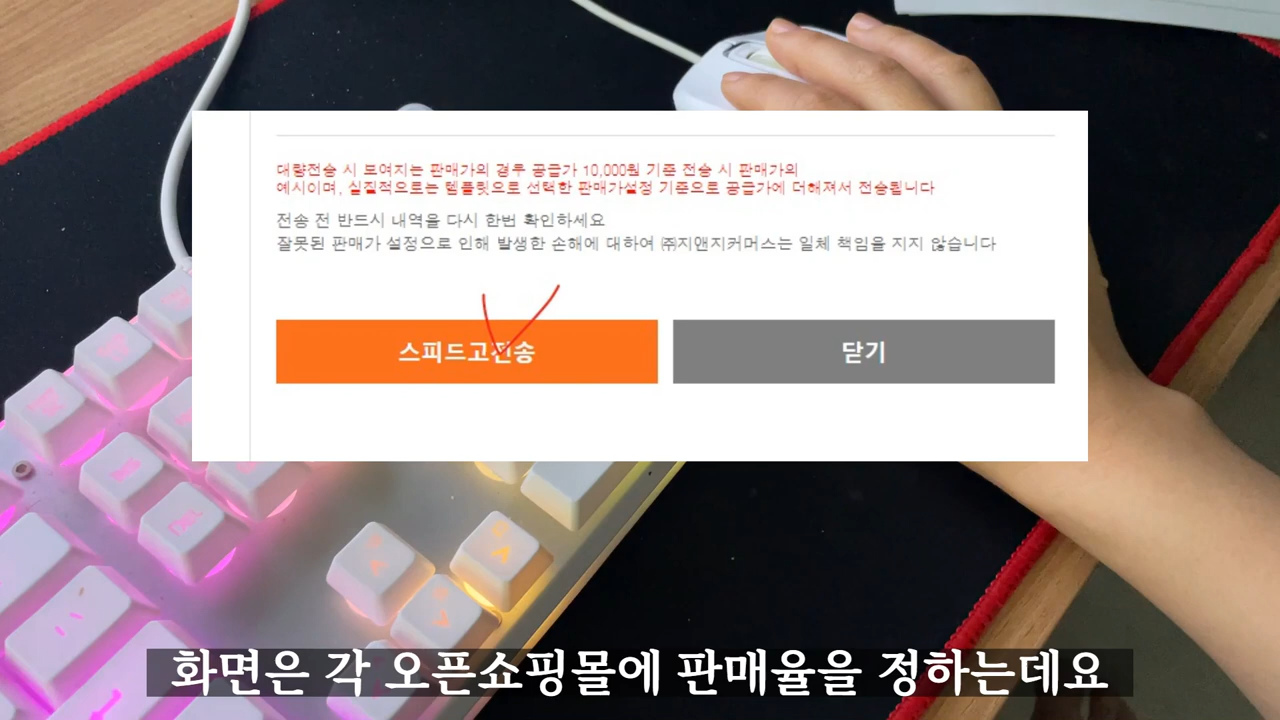 대량전송 시 보여지는 판매가의 경우 공급가 10,000원 기준 전송 시 판매가의
예시이며, 실질적으로는 템플릿으로 선택한 판매가설정 기준으로 공급가에 더해져서 전송됩니다
전송 전 반드시 내역을 다시 한번 확인하세요
잘못된 판매가 설정으로 인해 발생한 손해에 대하여 ㈜지앤지커머스는 일체 책임을 지지 않습니다
스피드고전송
닫기
화면은 각 오픈쇼핑몰에 판매율을 정하는데요